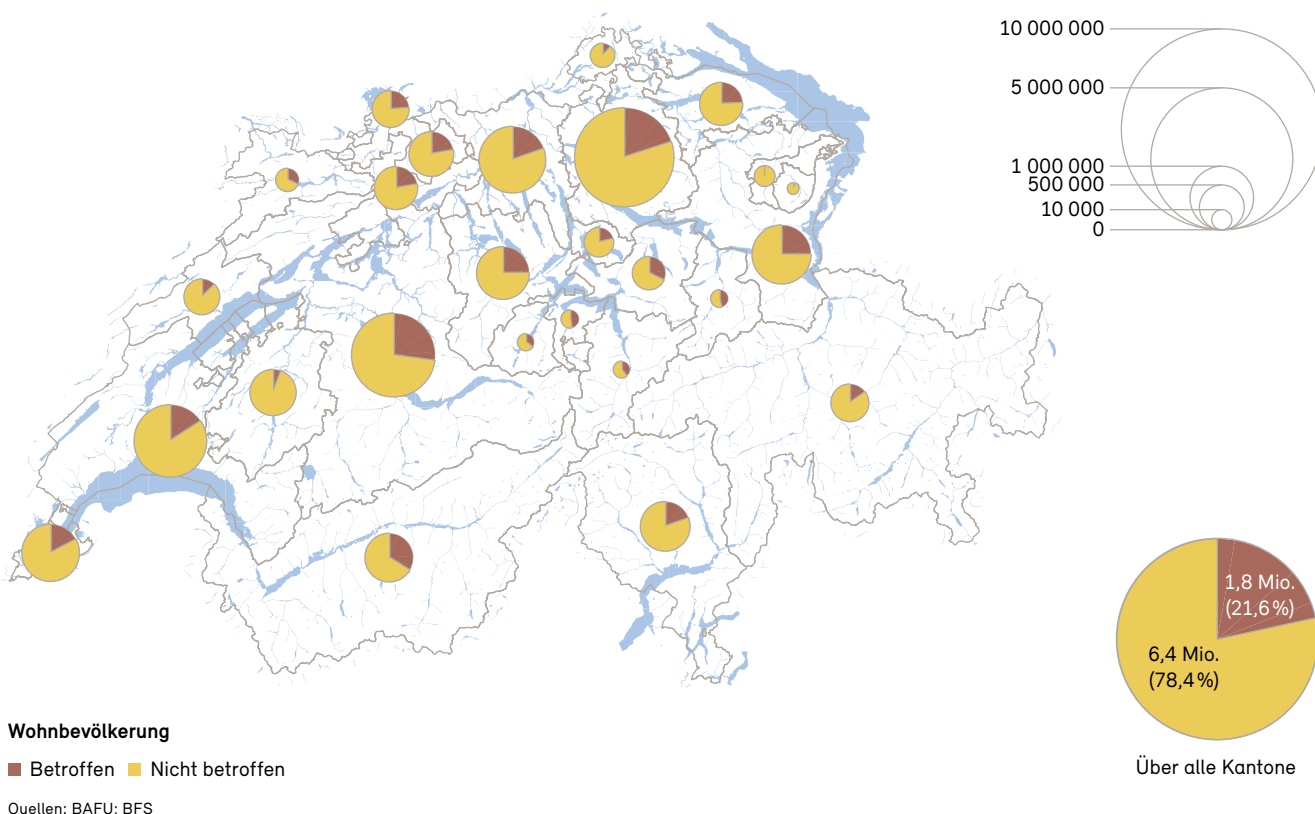 10 000 000
5 000 000
1 000 000
500 000
10 000
0
1,8 Mio.
(21,6 %)
6,4 Mio.
(78,4 %)
Über alle Kantone
Wohnbevölkerung
Betroffen Nicht betroffen
Quellen: BAFU; BFS